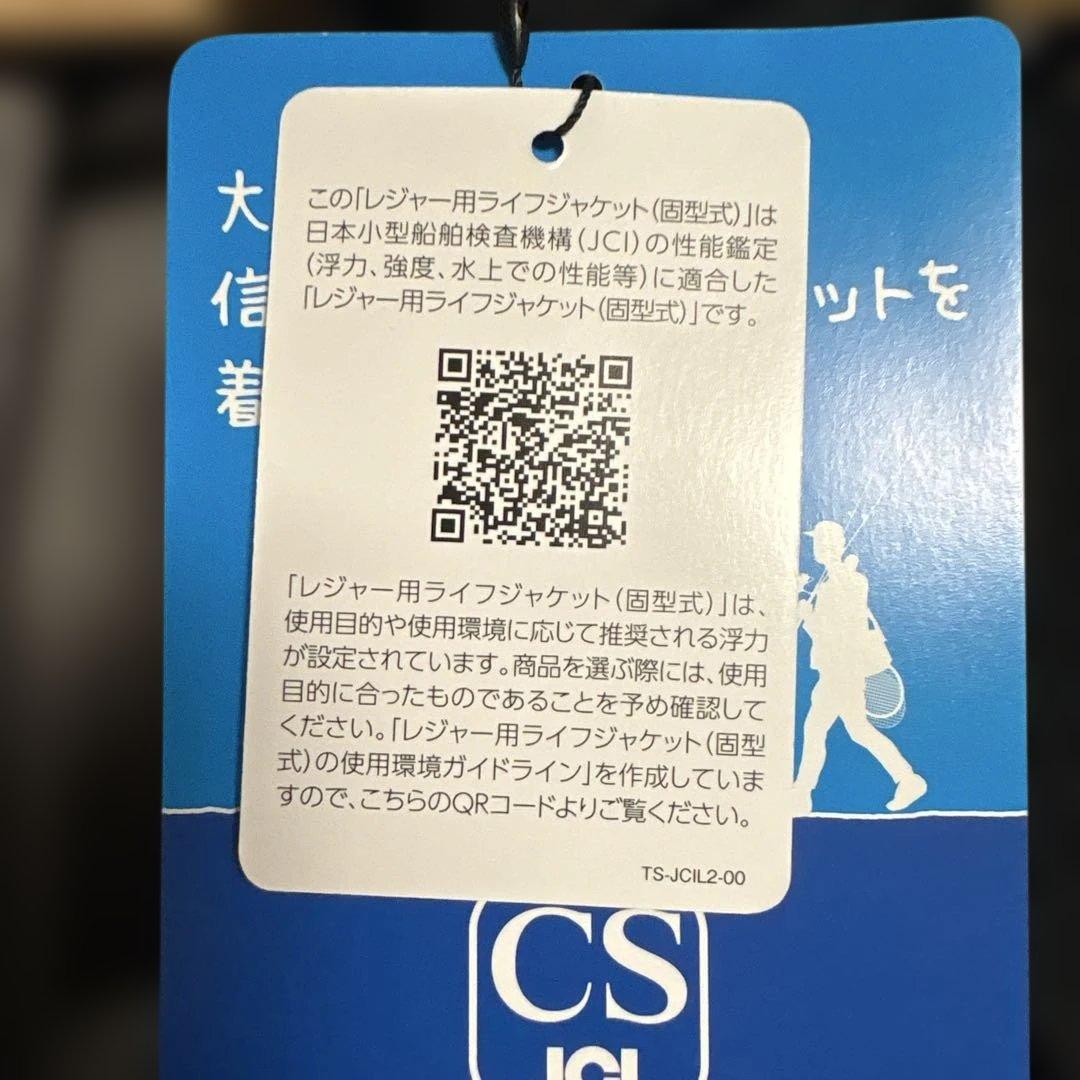 大
信
着
ットを
この「レジャー用ライフジャケット(固型式)」は
日本小型船舶検査機構(JCI)の性能鑑定
(浮力、強度、水上での性能等)に適合した
「レジャー用ライフジャケット(固型式)」です。
「レジャー用ライフジャケット(固型式)」は、
使用目的や使用環境に応じて推奨される浮力
が設定されています。商品を選ぶ際には、使用
目的に合ったものであることを予め確認して
ください。「レジャー用ライフジャケット(固型
式)の使用環境ガイドライン」を作成していま
すので、こちらのQRコードよりご覧ください。
TS-JCIL2-00
CS
JCI